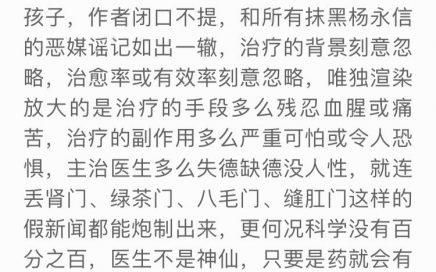 孩子，作者闭口不提，和所有抹黑杨永信
的恶媒谣记如出一辙，治疗的背景刻意忽
略，治愈率或有效率刻意忽略，唯独渲染
放大的是治疗的手段多么残忍血腥或痛
苦，治疗的副作用多么严重可怕或令人恐
惧，主治医生多么失德缺德没人性，就连
丢肾门、绿茶门、八毛门、缝肛门这样的
假新闻都能炮制出来，更何况科学没有百
分之百，医生不是神仙，只要是药就会有